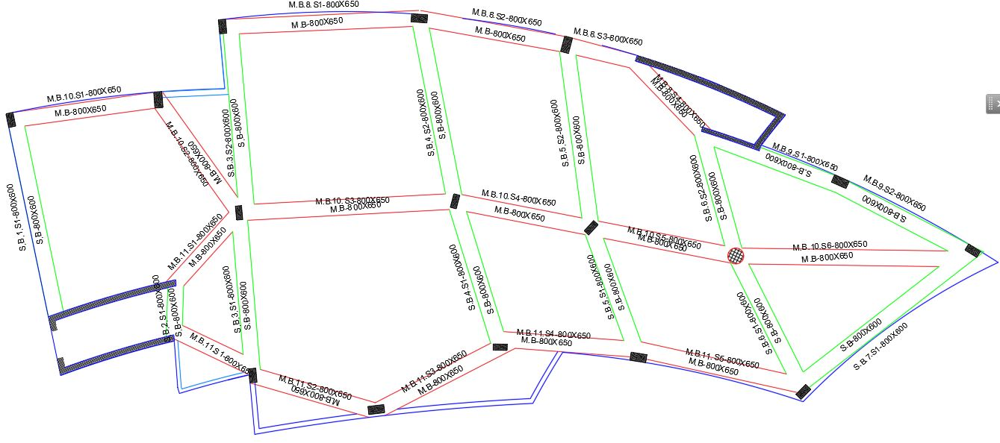 M.B.8.S1-800X650
M.B-800X650
M.B.8.S2-800X650
M.B-800X650
M.B.8.S3-800X650
M.B.10.S1-800X650
M.B-800X650
M.B.8.S4-800X650
M.B-800X650
S.B.3.S2-800X600
S.B-800X600
S.B.4.S2-800X600
S.B-800X600
S.B.5.S2-800X600
S.B-800X600
M.B.10.S2-800X650
M.B-800X650
M.B.9.S1-800X650
S.B-800X600
M.B.9.S2-800X650
S.B-800X600
S.B.6.S2-800X600
S.B-800X600
S.B.1.S1-800X600
S.B-800X600
M.B.10.S3-800X650
M.B-800X650
M.B.10.S4-800X650
M.B-800X650
M.B.10.S5-800X650
M.B-800X650
M.B.10.S6-800X650
M.B-800X650
M.B.11.S1-800X650
M.B-800X650
S.B.2.S1-800X600
S.B-800X600
S.B.3.S1-800X600
S.B-800X600
S.B.4.S1-800X600
S.B-800X600
S.B.5.S1-800X600
S.B-800X600
S.B.6.S1-800X600
S.B-800X600
S.B-800X600
S.B.7.S1-800X600
M.B.11S1-800X650
M.B.11.S2-800X650
M.B-800X650
M.B.11.S3-800X650
M.B-800X650
M.B.11.S4-800X650
M.B-800X650
M.B.11.S5-800X650
M.B-800X650